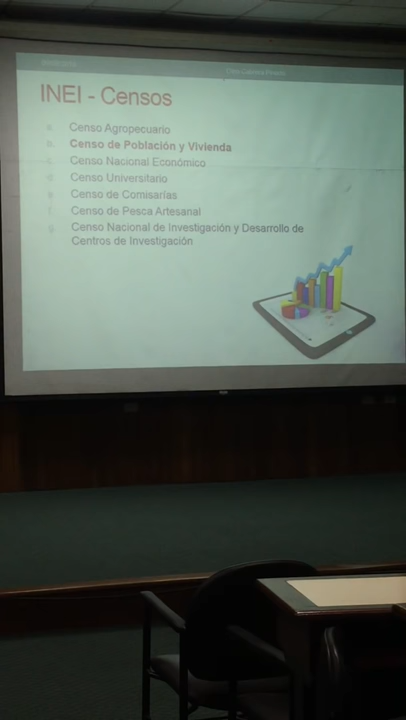 INEI - Censos
a. Censo Agropecuario
b. Censo de Población y Vivienda
c. Censo Nacional Económico
d. Censo Universitario
e. Censo de Comisarías
f. Censo de Pesca Artesanal
g. Censo Nacional de Investigación y Desarrollo de
Centros de Investigación